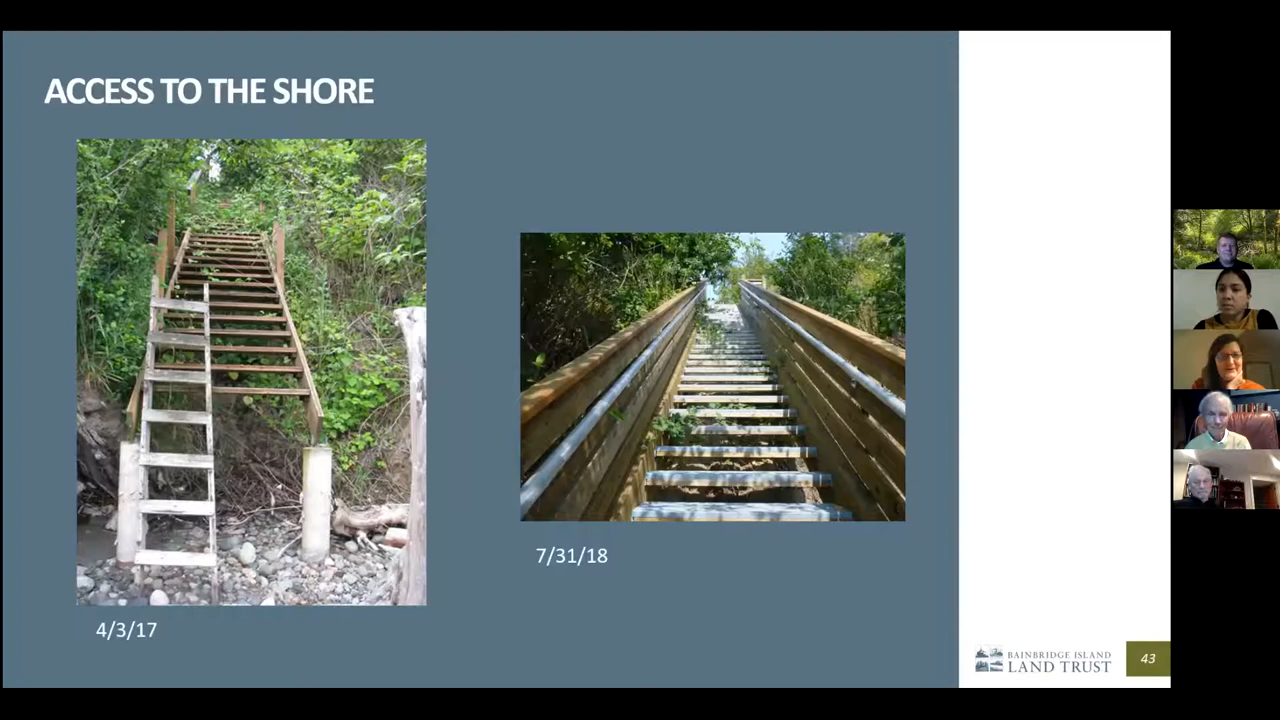 ACCESS TO THE SHORE
4/3/17
7/31/18
BAINBRIDGE ISLAND
LAND TRUST
43